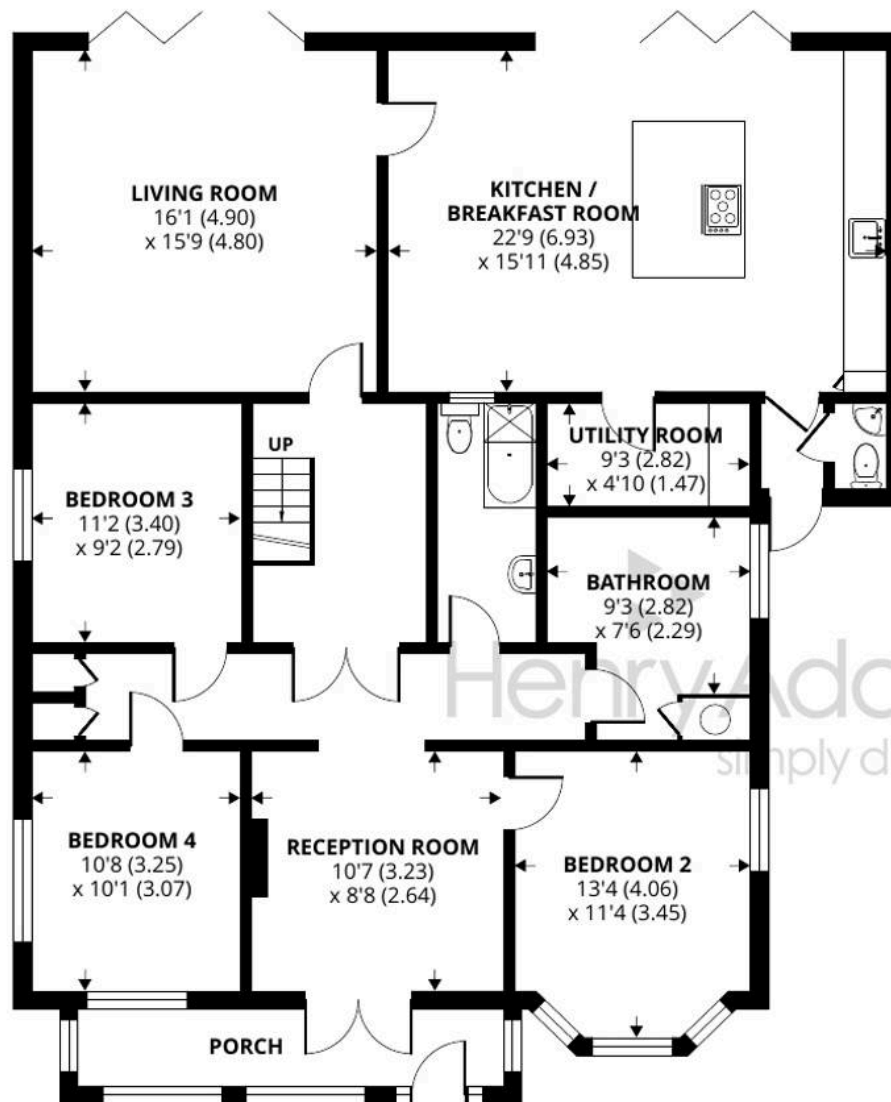 LIVING ROOM
16'1 (4.90)
x 15'9 (4.80)
KITCHEN /
BREAKFAST ROOM
22'9 (6.93)
x 15'11 (4.85)
UP
UTILITY ROOM
9'3 (2.82)
x 4'10 (1.47)
BEDROOM 3
11'2 (3.40)
x 9'2 (2.79)
BATHROOM
9'3 (2.82)
x 7'6 (2.29)
HenryAda
simply d
BEDROOM 4
10'8 (3.25)
x 10'1 (3.07)
RECEPTION ROOM
10'7 (3.23)
x 8'8 (2.64)
BEDROOM 2
13'4 (4.06)
x 11'4 (3.45)
PORCH